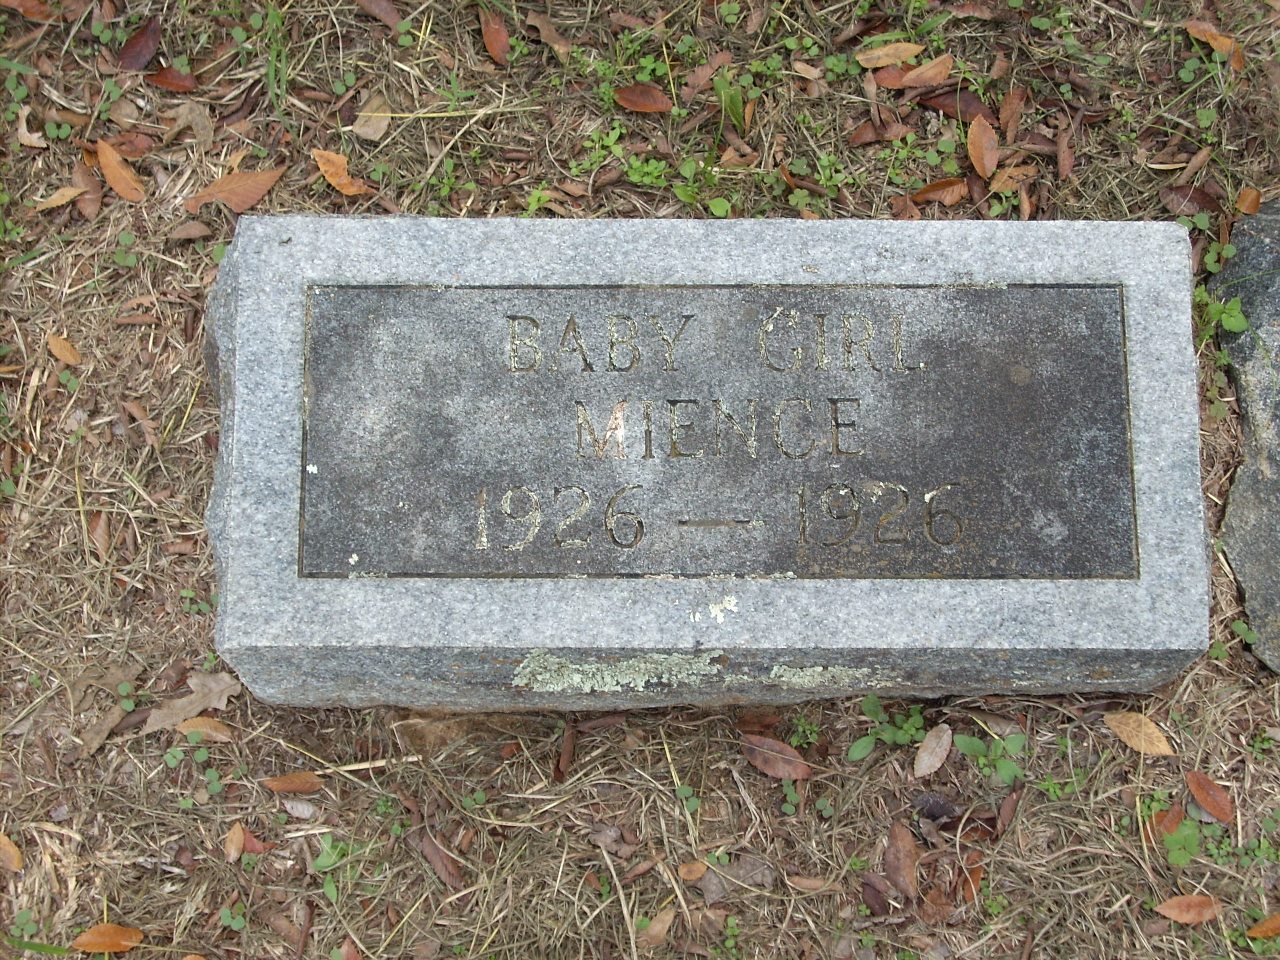 BABY GIRL
MIENCE
1926 — 1926